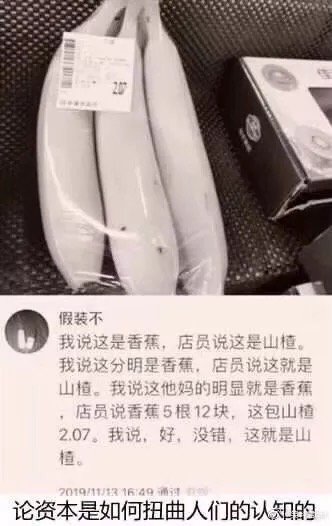 2.07
假装不
我说这是香蕉，店员说这是山楂。
我说这分明是香蕉，店员说这就是
山楂。我说这他妈的明显就是香蕉
，店员说香蕉5根12块，这包山楂
2.07。我说，好，没错，这就是山
楂。
2019/11/13 16:49 通过
论资本是如何扭曲人们的认知的